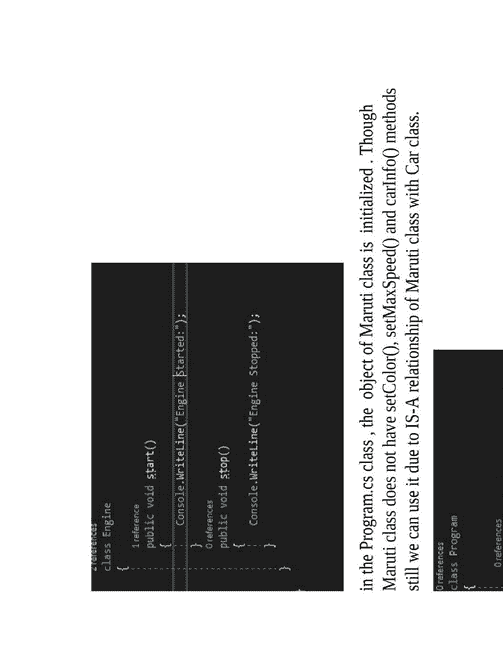 2 references
class Engine
{
1 reference
public void start()
{
Console.WriteLine("Engine Started:");
}
0 references
public void stop()
{
Console.WriteLine("Engine Stopped:");
}
}
in the Program.cs class , the object of Maruti class is initialized . Though
Maruti class does not have setColor(), setMaxSpeed() and carInfo() methods
still we can use it due to IS-A relationship of Maruti class with Car class.
0 references
class Program
{
0 references